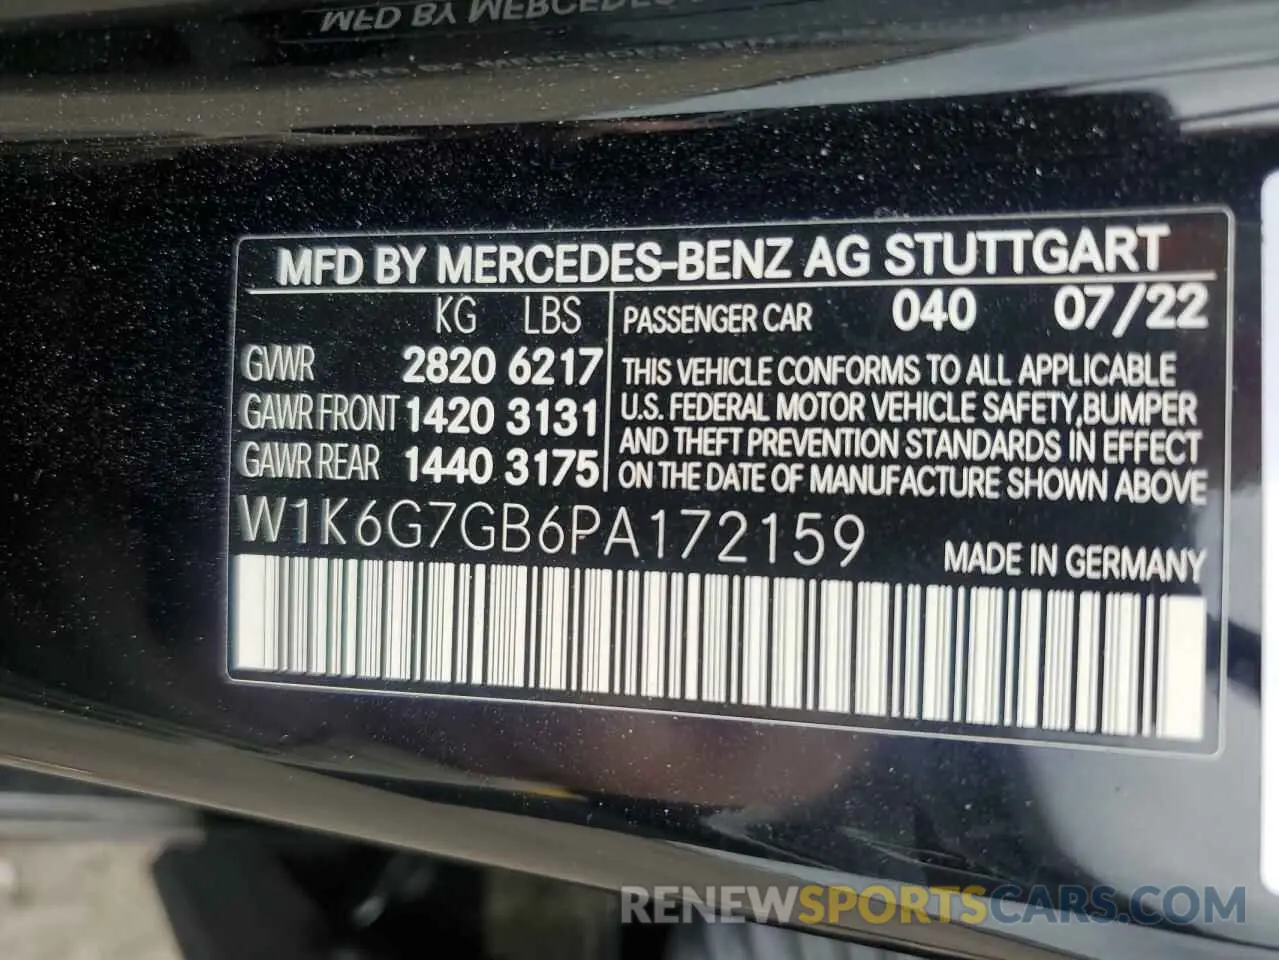 MFD BY MERCEDES
MFD BY MERCEDES-BENZ AG STUTTGART
KG LBS
GVWR 2820 6217
GAWR FRONT 1420 3131
GAWR REAR 1440 3175
PASSENGER CAR 040 07/22
THIS VEHICLE CONFORMS TO ALL APPLICABLE
U.S. FEDERAL MOTOR VEHICLE SAFETY,BUMPER
AND THEFT PREVENTION STANDARDS IN EFFECT
ON THE DATE OF MANUFACTURE SHOWN ABOVE
W1K6G7GB6PA172159
MADE IN GERMANY
RENEWSPORTSCARS.COM